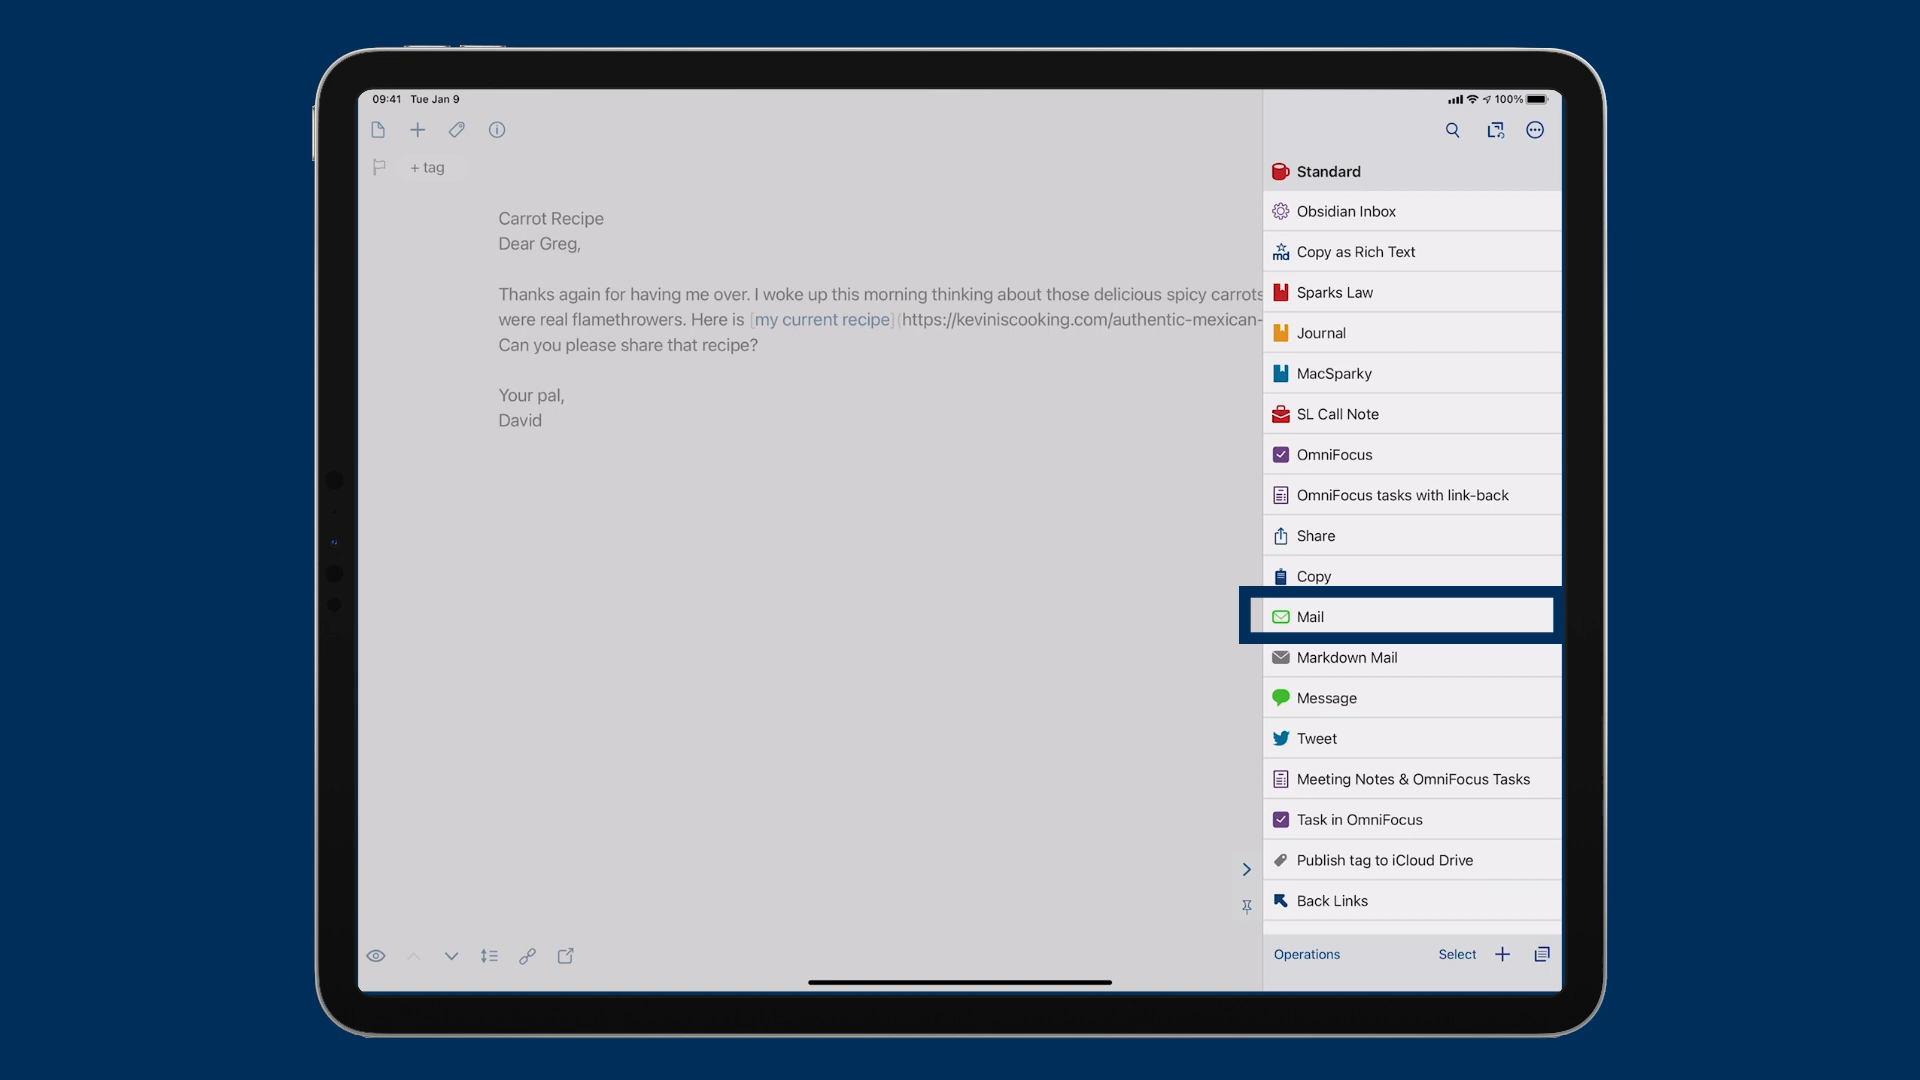 09:41 Tue Jan 9
100%
+ tag
Carrot Recipe
Dear Greg,
Thanks again for having me over. I woke up this morning thinking about those delicious spicy carrots
were real flamethrowers. Here is [my current recipe](https://keviniscooking.com/authentic-mexican-
Can you please share that recipe?
Your pal,
David
Standard
Obsidian Inbox
md Copy as Rich Text
Sparks Law
Journal
MacSparky
SL Call Note
OmniFocus
OmniFocus tasks with link-back
Share
Copy
Mail
Markdown Mail
Message
Tweet
Meeting Notes & OmniFocus Tasks
Task in OmniFocus
Publish tag to iCloud Drive
Back Links
Operations Select